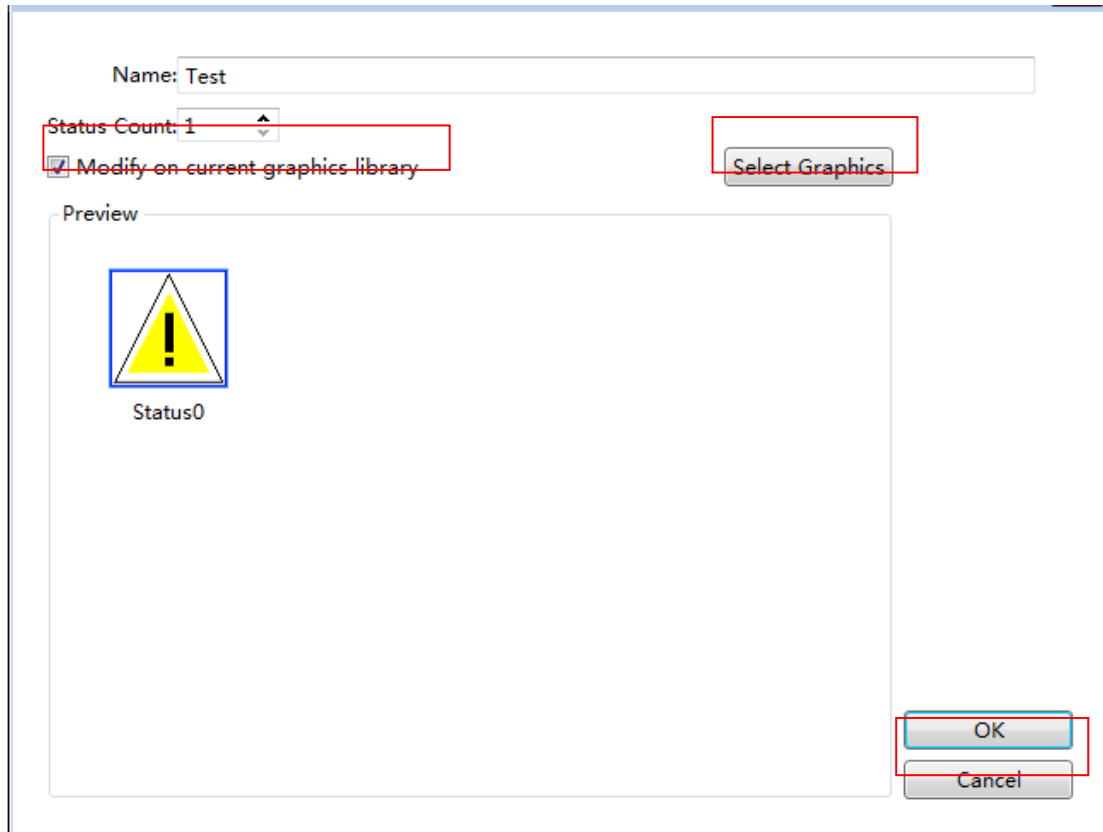 Name: Test
Status Count: 1
Modify on current graphics library
Select Graphics
Preview
!
Status0
OK
Cancel